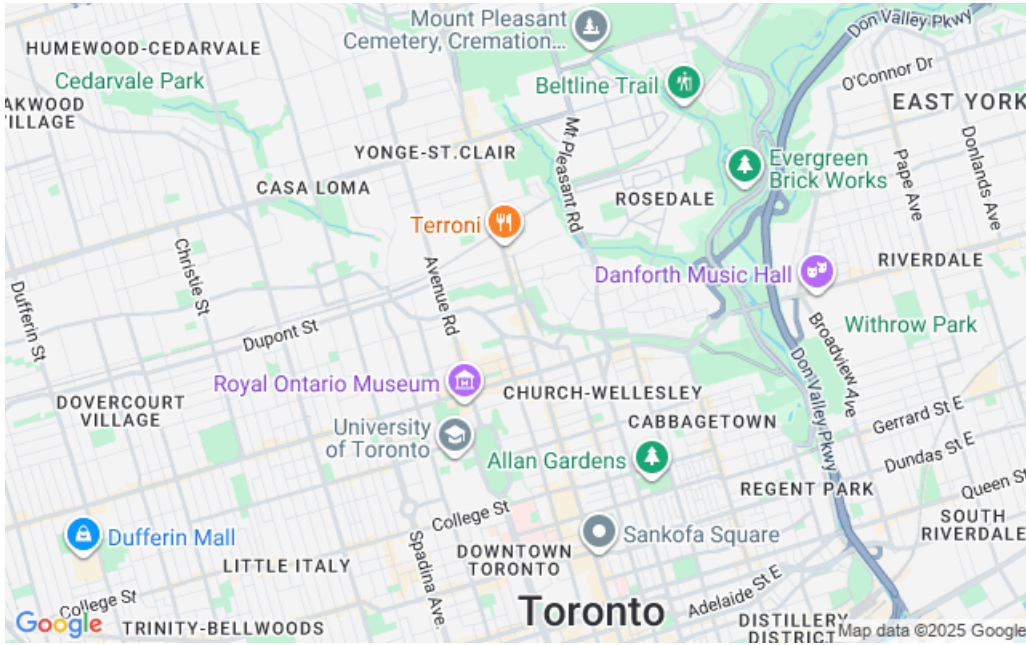 Mount Pleasant
Cemetery, Cremation...
Don Valley Pkwy
HUMEWOOD-CEDARVALE
Cedarvale Park
Beltline Trail
O'Connor Dr
AKWOOD
VILLAGE
EAST YORK
Mt Pleasant Rd
Donlands Ave
YONGE-ST.CLAIR
Pape Ave
Evergreen
Brick Works
CASA LOMA
ROSEDALE
Terroni
Christie St
Avenue Rd
Danforth Music Hall
RIVERDALE
Dufferin St
Dupont St
Withrow Park
Broadview Ave
Royal Ontario Museum
CHURCH-WELLESLEY
Don Valley Pkwy
DOVERCOURT
VILLAGE
University
of Toronto
CABBAGETOWN
Gerrard St E
Allan Gardens
Dundas St E
REGENT PARK
Queen St
College St
SOUTH
RIVERDALE
Dufferin Mall
Sankofa Square
Spadina Ave.
DOWNTOWN
TORONTO
LITTLE ITALY
College St
Toronto
Adelaide St E
Google
TRINITY-BELLWOODS
DISTILLERY
DISTRICT
Map data ©2025 Google